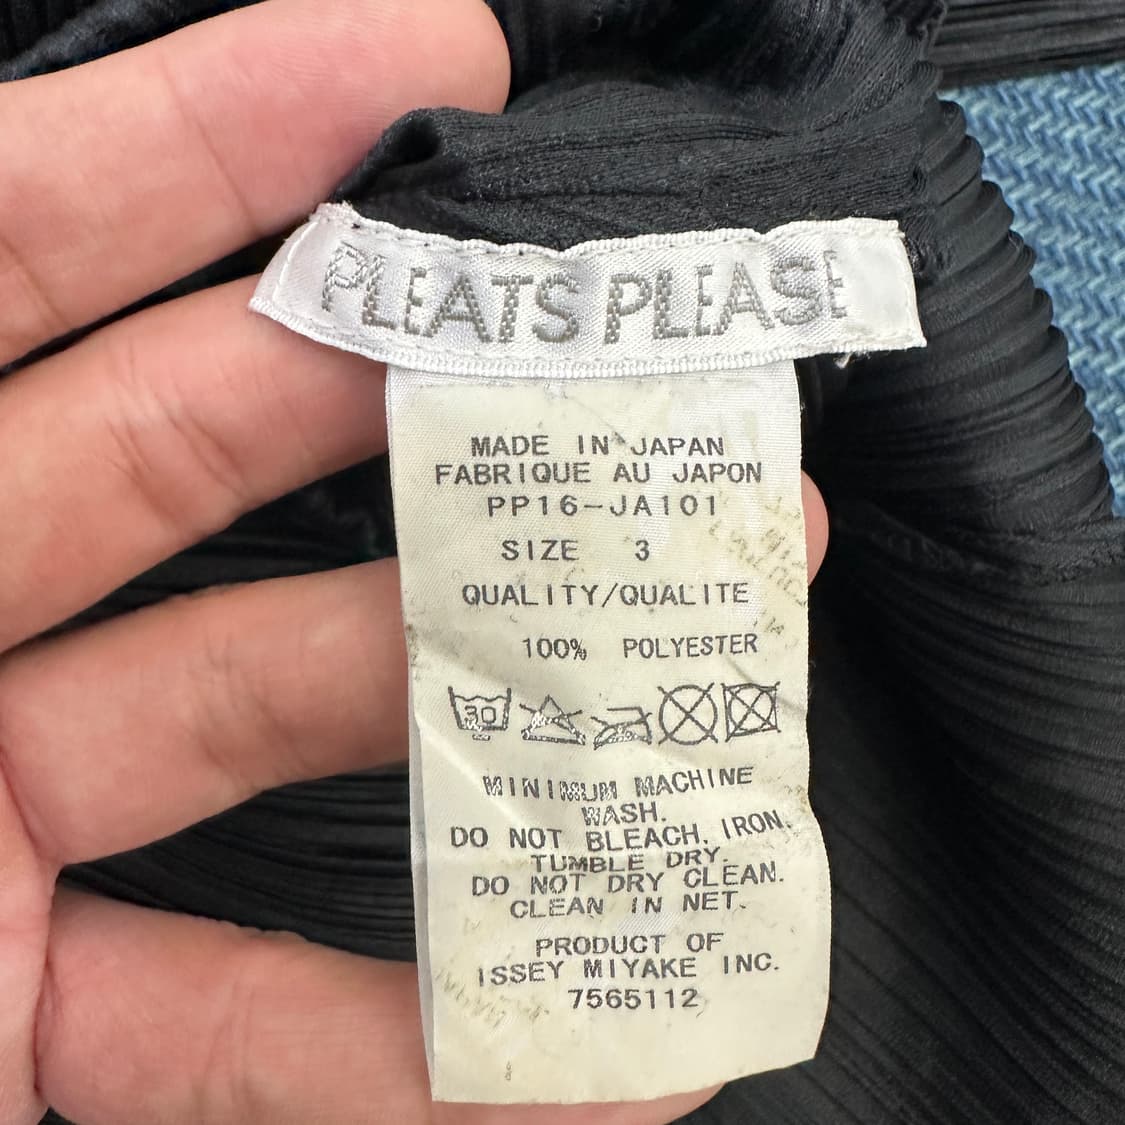 PLEATS PLEASE
MADE IN JAPAN
FABRIQUE AU JAPON
PP16-JA101
SIZE 3
QUALITY/QUALITE
100% POLYESTER
30
MINIMUM MACHINE
WASH.
DO NOT BLEACH, IRON,
TUMBLE DRY.
DO NOT DRY CLEAN.
CLEAN IN NET.
PRODUCT OF
ISSEY MIYAKE INC.
7565112